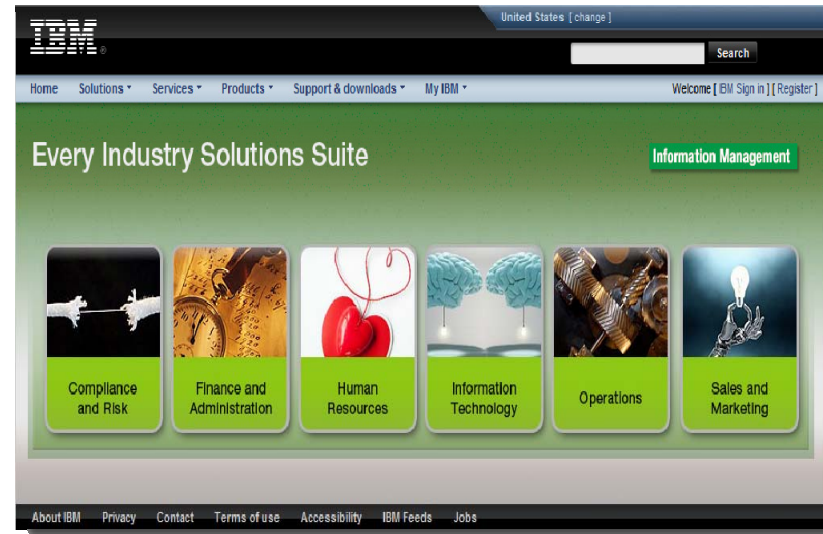 United States [ change ]
IBM®
Search
Home Solutions Services Products Support & downloads My IBM Welcome [ IBM Sign in ] [ Register ]
Every Industry Solutions Suite
Information Management
Compliance
and Risk
Finance and
Administration
Human
Resources
Information
Technology
Operations
Sales and
Marketing
About IBM Privacy Contact Terms of use Accessibility IBM Feeds Jobs